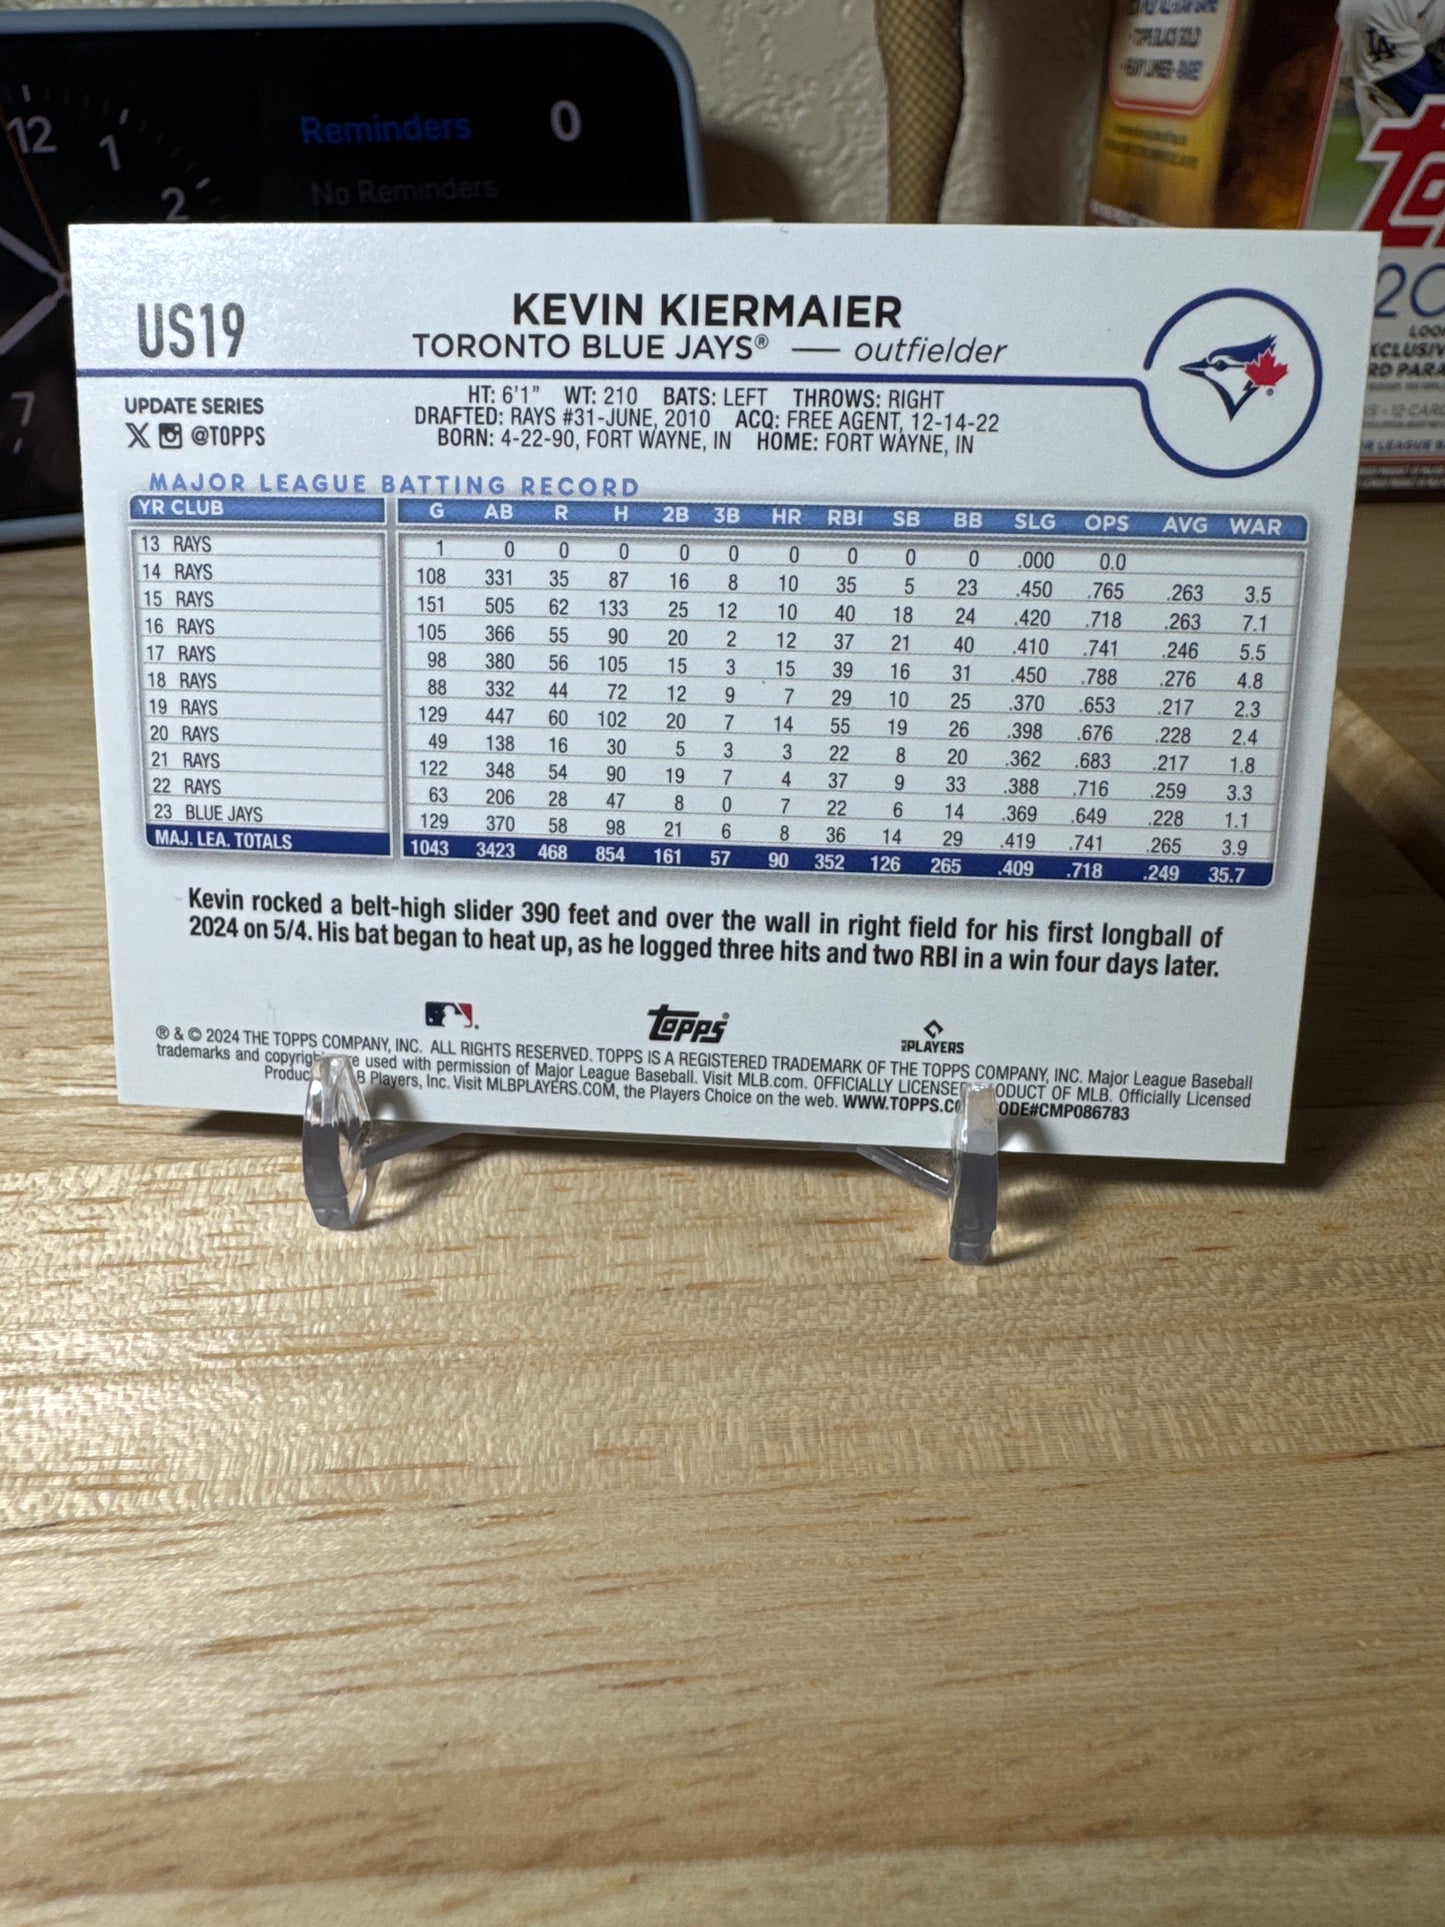 12
1
2
7
Reminders 0
No Reminders
TOPPS BLACK GOLD
LA
20
US19
KEVIN KIERMAIER
TORONTO BLUE JAYS® — outfielder
UPDATE SERIES
@TOPPS
HT: 6'1" WT: 210 BATS: LEFT THROWS: RIGHT
DRAFTED: RAYS #31-JUNE, 2010 ACQ: FREE AGENT, 12-14-22
BORN: 4-22-90, FORT WAYNE, IN HOME: FORT WAYNE, IN
MAJOR LEAGUE BATTING RECORD
YR CLUB G AB R H 2B 3B HR RBI SB BB SLG OPS AVG WAR
13 RAYS 1 0 0 0 0 0 0 0 0 0 .000 0.0
14 RAYS 108 331 35 87 16 8 10 35 5 23 .450 .765 .263 3.5
15 RAYS 151 505 62 133 25 12 10 40 18 24 .420 .718 .263 7.1
16 RAYS 105 366 55 90 20 2 12 37 21 40 .410 .741 .246 5.5
17 RAYS 98 380 56 105 15 3 15 39 16 31 .450 .788 .276 4.8
18 RAYS 88 332 44 72 12 9 7 29 10 25 .370 .653 .217 2.3
19 RAYS 129 447 60 102 20 7 14 55 19 26 .398 .676 .228 2.4
20 RAYS 49 138 16 30 5 3 3 22 8 20 .362 .683 .217 1.8
21 RAYS 122 348 54 90 19 7 4 37 9 33 .388 .716 .259 3.3
22 RAYS 63 206 28 47 8 0 7 22 6 14 .369 .649 .228 1.1
23 BLUE JAYS 129 370 58 98 21 6 8 36 14 29 .419 .741 .265 3.9
MAJ. LEA. TOTALS 1043 3423 468 854 161 57 90 352 126 265 .409 .718 .249 35.7
Kevin rocked a belt-high slider 390 feet and over the wall in right field for his first longball of
2024 on 5/4. His bat began to heat up, as he logged three hits and two RBI in a win four days later.
Topps®
PLAYERS
® & © 2024 THE TOPPS COMPANY, INC. ALL RIGHTS RESERVED. TOPPS IS A REGISTERED TRADEMARK OF THE TOPPS COMPANY, INC. Major League Baseball
trademarks and used with permission of Major League Baseball. Visit MLB.com. OFFICIALLY LICENSED OF MLB. Officially Licensed
Players, Inc. Visit MLBPLAYERS.COM, the Players Choice on the web. WWW.TOPPS.CO ODE#CMP086783